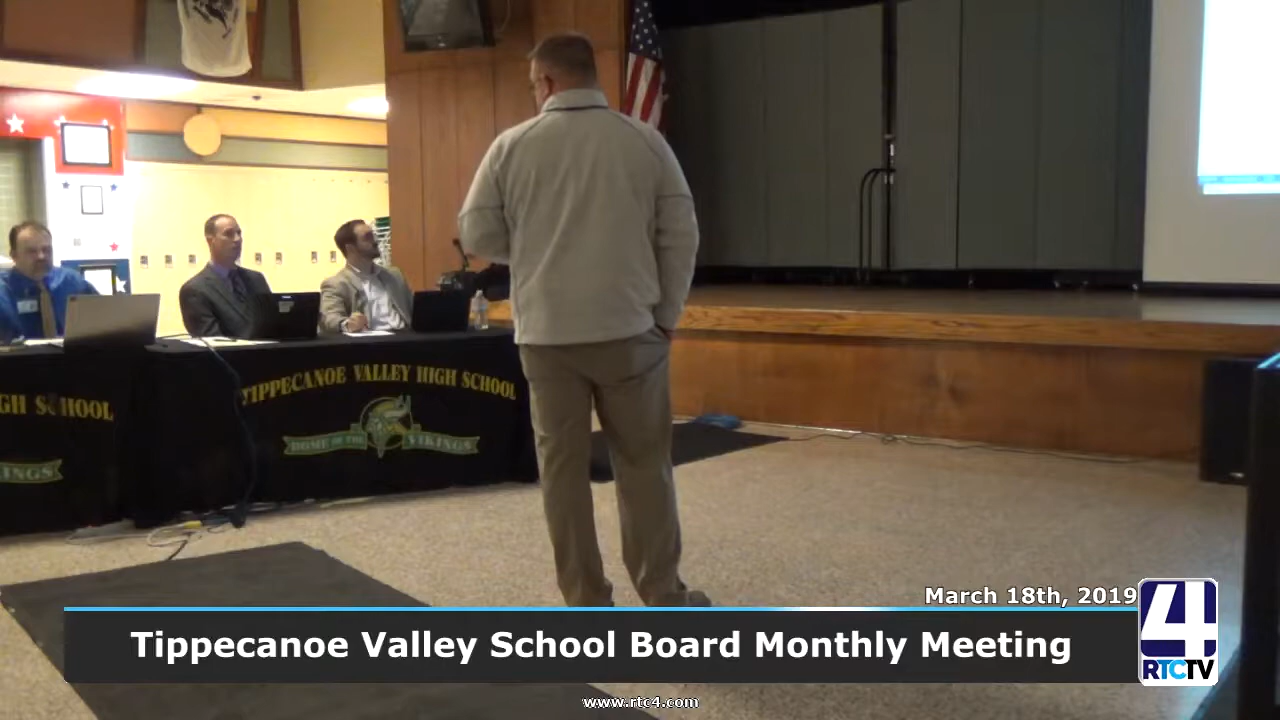 TIPPECANOE VALLEY HIGH SCHOOL
HOME OF THE VIKINGS
GH SCHOOL
INGS
March 18th, 2019
Tippecanoe Valley School Board Monthly Meeting
4
RTCTV
www.rtc4.com